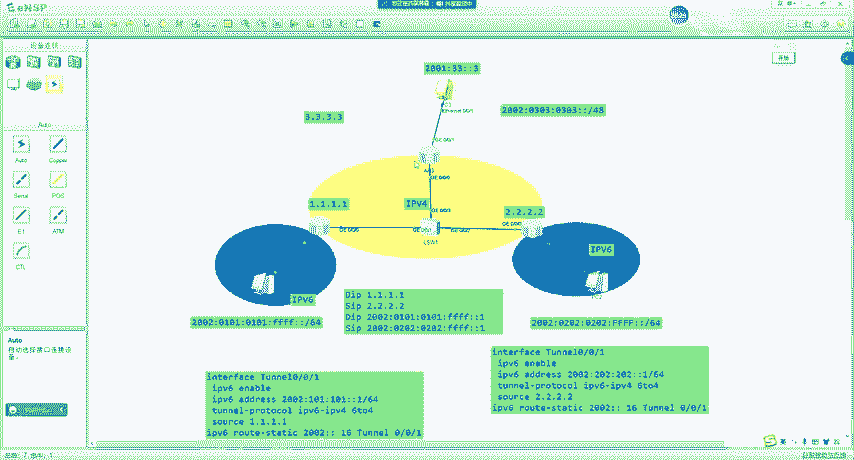 eNSP
Auto
Auto
Copper
Serial
POS
E1
ATM
CTL
Auto
自动选择接口连接设备。
2001:33::3
3.3.3.3
2002:0303:0303::/48
1.1.1.1
IPV4
2.2.2.2
IPV6
IPV6
2002:0101:0101:ffff::/64
Dip 1.1.1.1
Sip 2.2.2.2
Dip 2002:0101:0101:ffff::1
Sip 2002:0202:0202:ffff::1
2002:0202:0202:FFFF::/64
interface Tunnel0/0/1
ipv6 enable
ipv6 address 2002:101:101::1/64
tunnel-protocol ipv6-ipv4 6to4
source 1.1.1.1
ipv6 route-static 2002:: 16 Tunnel 0/0/1
interface Tunnel0/0/1
ipv6 enable
ipv6 address 2002:202:202::1/64
tunnel-protocol ipv6-ipv4 6to4
source 2.2.2.2
ipv6 route-static 2002:: 16 Tunnel 0/0/1